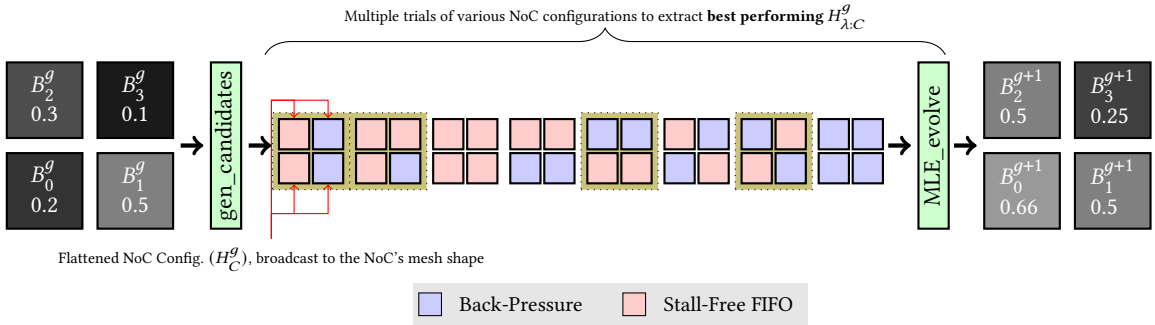 Multiple trials of various NoC configurations to extract best performing H^g_{λ:C}
B^g_2
0.3
B^g_3
0.1
B^g_0
0.2
B^g_1
0.5
gen_candidates
MLE_evolve
B^{g+1}_2
0.5
B^{g+1}_3
0.25
B^{g+1}_0
0.66
B^{g+1}_1
0.5
Flattened NoC Config. (H^g_C), broadcast to the NoC's mesh shape
Back-Pressure
Stall-Free FIFO